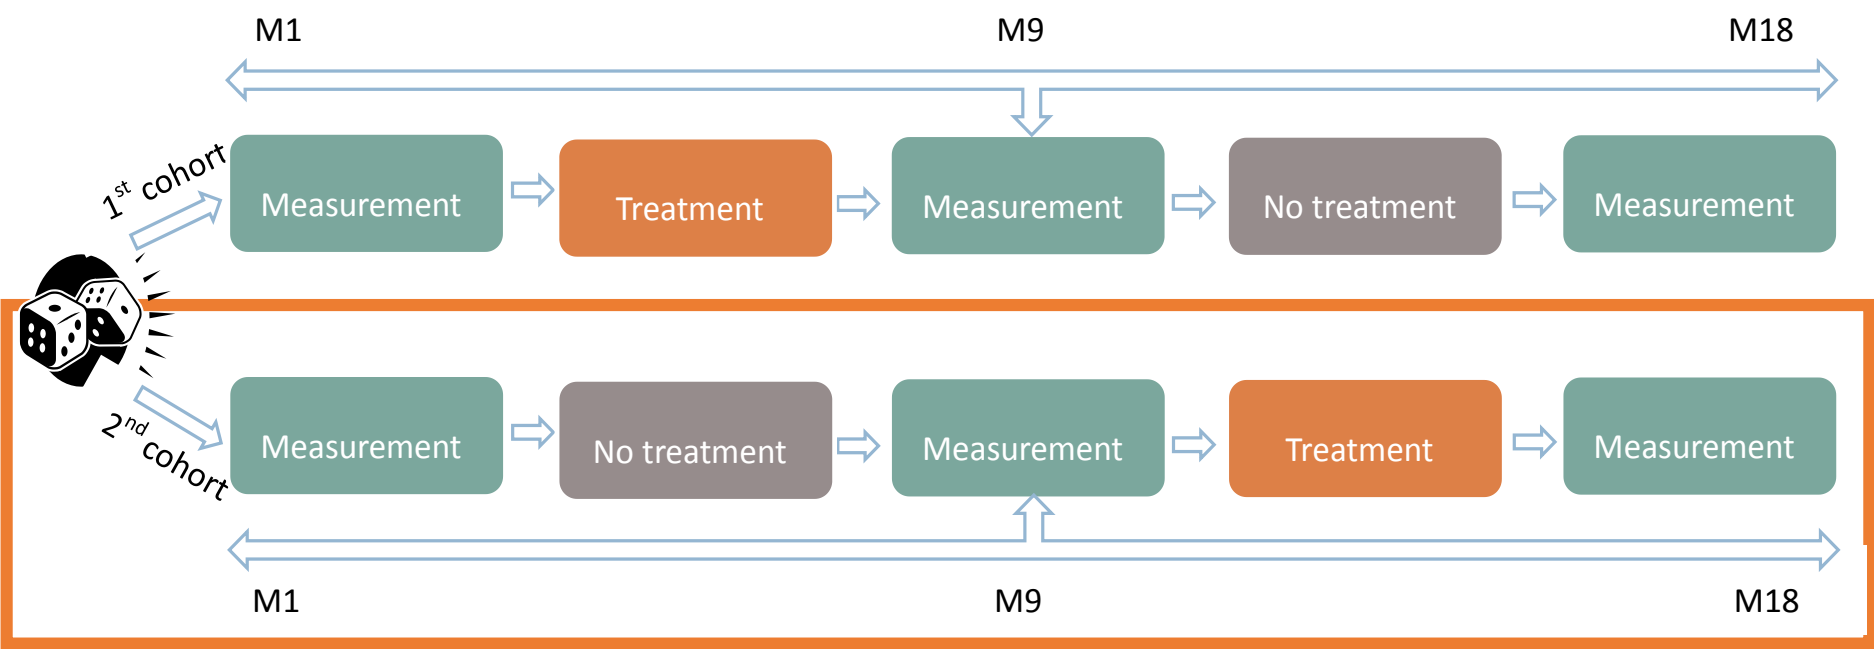 M1 M9 M18
1st cohort
Measurement Treatment Measurement No treatment Measurement
2nd cohort
Measurement No treatment Measurement Treatment Measurement
M1 M9 M18